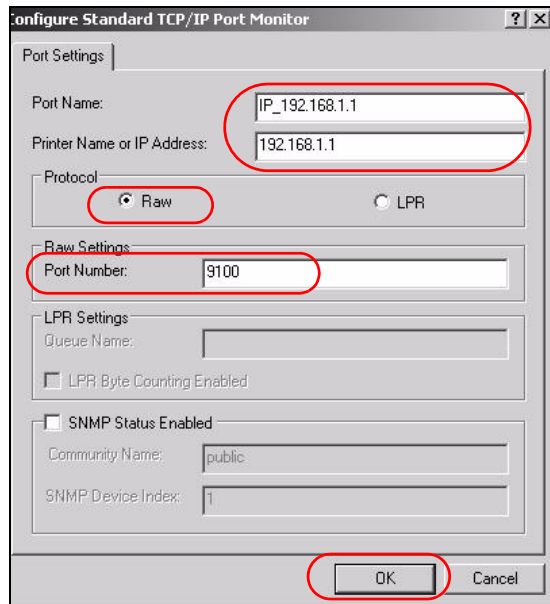 Configure Standard TCP/IP Port Monitor
Port Settings
Port Name: IP_192.168.1.1
Printer Name or IP Address: 192.168.1.1
Protocol
Raw LPR
Raw Settings
Port Number: 9100
LPR Settings
Queue Name:
LPR Byte Counting Enabled
SNMP Status Enabled
Community Name: public
SNMP Device Index: 1
OK Cancel